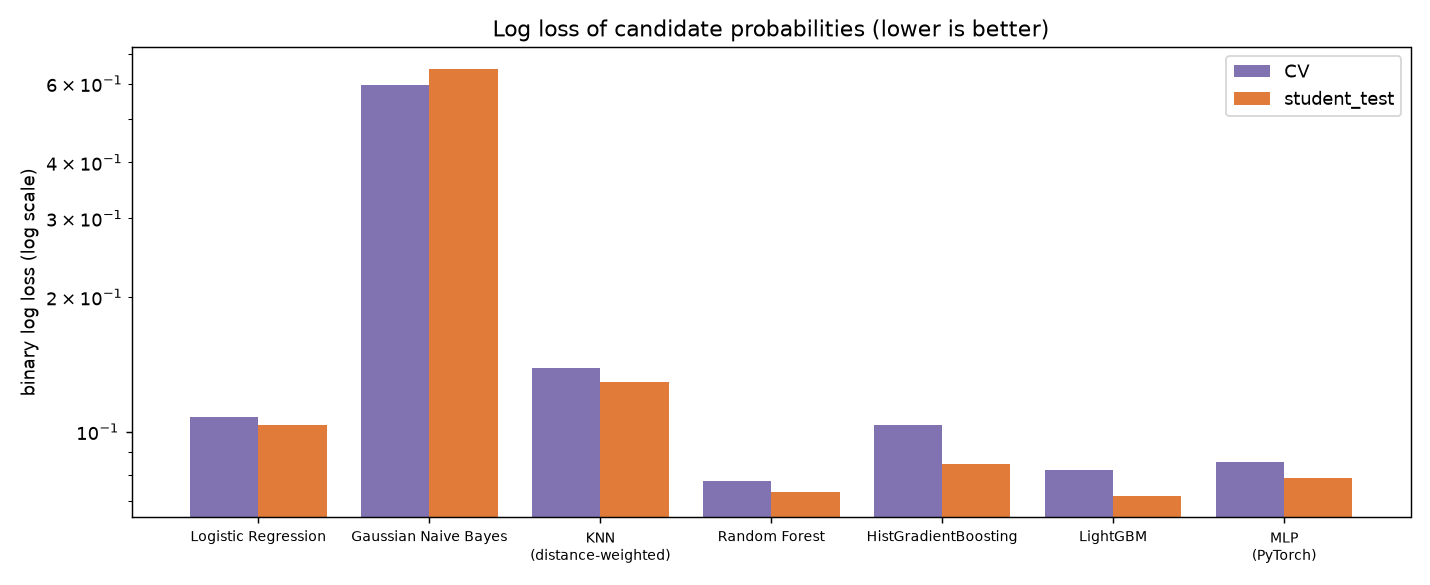 Log loss of candidate probabilities (lower is better)
binary log loss (log scale)
6 × 10⁻¹
4 × 10⁻¹
3 × 10⁻¹
2 × 10⁻¹
10⁻¹
CV
student_test
Logistic Regression
Gaussian Naive Bayes
KNN
(distance-weighted)
Random Forest
HistGradientBoosting
LightGBM
MLP
(PyTorch)